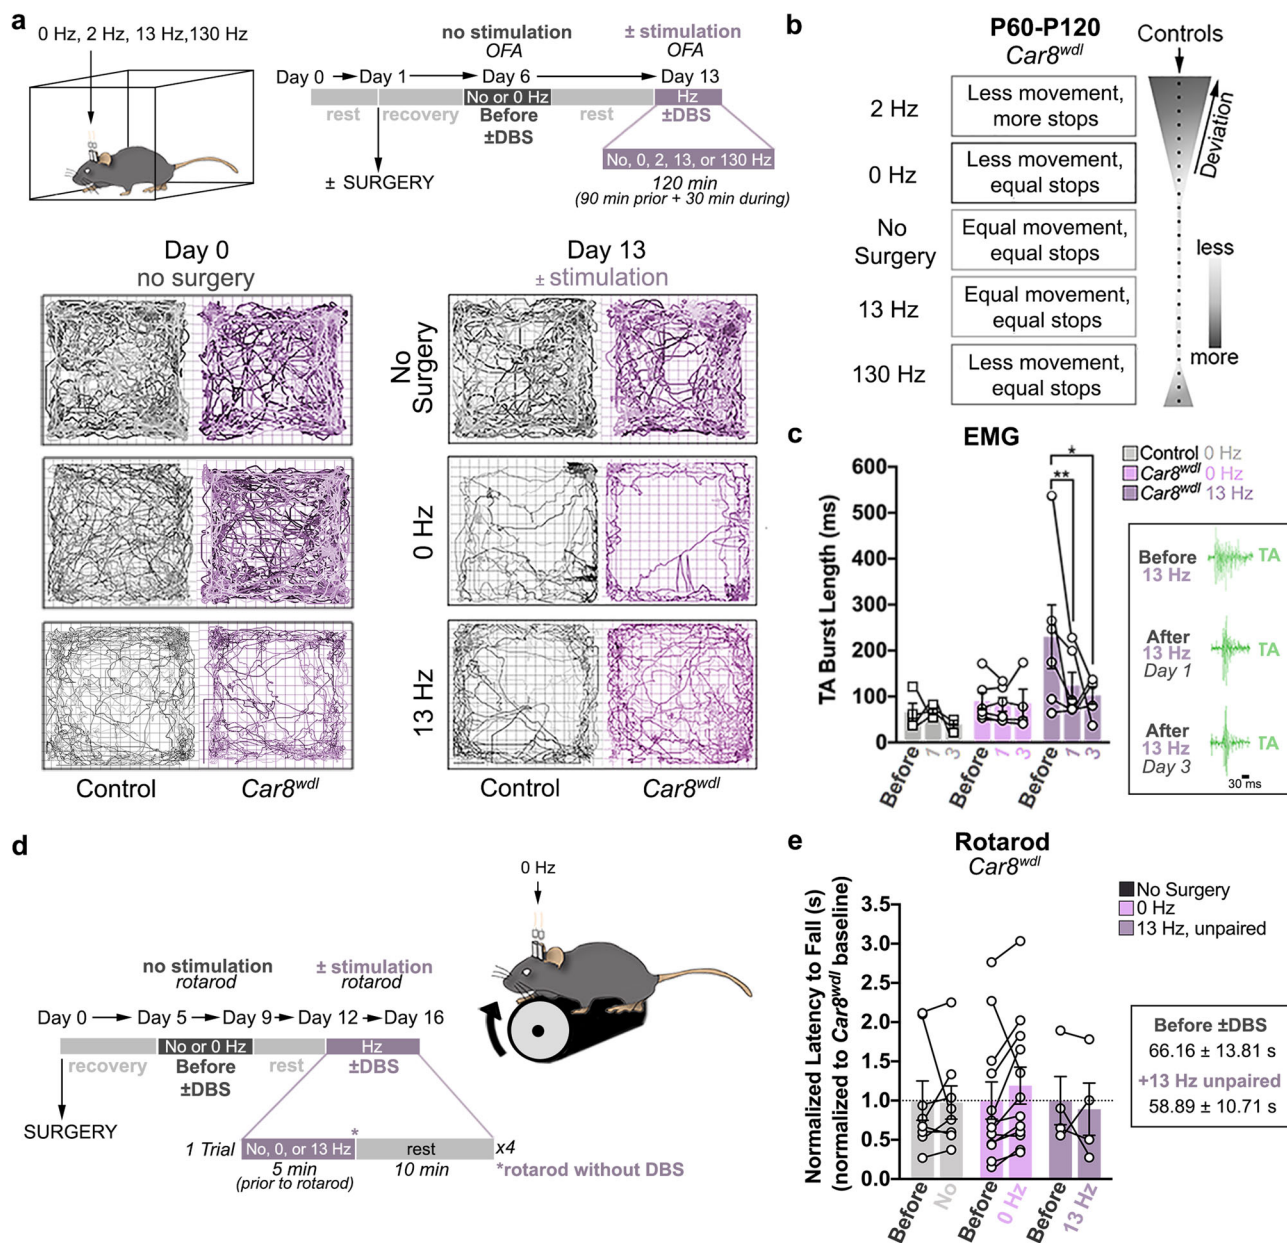 a
0 Hz, 2 Hz, 13 Hz,130 Hz
no stimulation
OFA
± stimulation
OFA
Day 0
Day 1
Day 6
Day 13
No or 0 Hz
Hz
rest
recovery
Before
±DBS
rest
±DBS
± SURGERY
No, 0, 2, 13, or 130 Hz
120 min
(90 min prior + 30 min during)
Day 0
no surgery
Day 13
± stimulation
No
Surgery
0 Hz
13 Hz
Control
Car8wdl
Control
Car8wdl
b
P60-P120
Car8wdl
Controls
2 Hz
Less movement,
more stops
0 Hz
Less movement,
equal stops
No
Surgery
Equal movement,
equal stops
13 Hz
Equal movement,
equal stops
130 Hz
Less movement,
equal stops
Deviation
less
more
c
EMG
Control 0 Hz
Car8wdl 0 Hz
Car8wdl 13 Hz
TA Burst Length (ms)
600
500
400
300
200
100
0
*
**
Before
1
3
Before
1
3
Before
1
3
Before
13 Hz
TA
After
13 Hz
Day 1
TA
After
13 Hz
Day 3
TA
30 ms
d
0 Hz
no stimulation
rotarod
± stimulation
rotarod
Day 0
Day 5
Day 9
Day 12
Day 16
No or 0 Hz
Hz
recovery
Before
±DBS
rest
±DBS
SURGERY
*
1 Trial
No, 0, or 13 Hz
rest
x4
5 min
(prior to rotarod)
10 min
*rotarod without DBS
e
Rotarod
Car8wdl
No Surgery
0 Hz
13 Hz, unpaired
Normalized Latency to Fall (s)
(normalized to Car8wdl baseline)
3.5
3.0
2.5
2.0
1.5
1.0
0.5
0.0
Before
No
Before
0 Hz
Before
13 Hz
Before ±DBS
66.16 ± 13.81 s
+13 Hz unpaired
58.89 ± 10.71 s